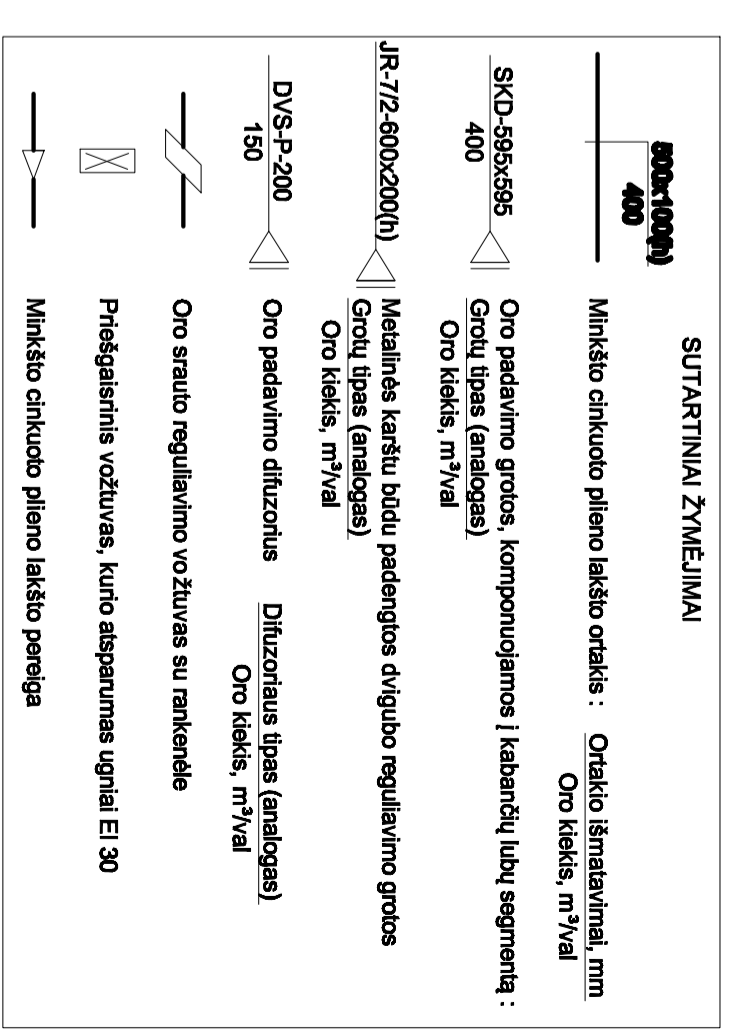 SUTARTINIAI ŽYMĖJIMAI
500x100(h)
400
Minkšto cinkuoto plieno lakšto ortakis : Ortakio išmatavimai, mm
Oro kiekis, m³/val
SKD-595x595
400
Oro padavimo grotos, komponuojamos į kabančių lubų segmentą :
Grotų tipas (analogas)
Oro kiekis, m³/val
JR-7/2-600x200(h)
Metalinės karštu būdu padengtos dvigubo reguliavimo grotos
Grotų tipas (analogas)
Oro kiekis, m³/val
DVS-P-200
150
Oro padavimo difuzorius Difuzoriaus tipas (analogas)
Oro kiekis, m³/val
Oro srauto reguliavimo vožtuvas su rankenėle
Priešgaisrinis vožtuvas, kurio atsparumas ugniai EI 30
Minkšto cinkuoto plieno lakšto pereiga